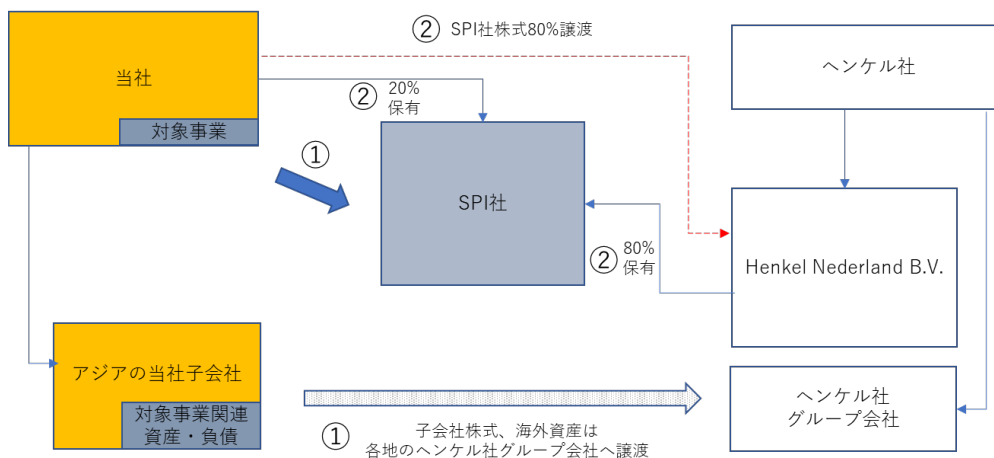 ② SPI社株式80%譲渡
当社
対象事業
② 20%
保有
ヘンケル社
①
SPI社
② 80%
保有
Henkel Nederland B.V.
アジアの当社子会社
対象事業関連
資産・負債
ヘンケル社
グループ会社
① 子会社株式、海外資産は
各地のヘンケル社グループ会社へ譲渡